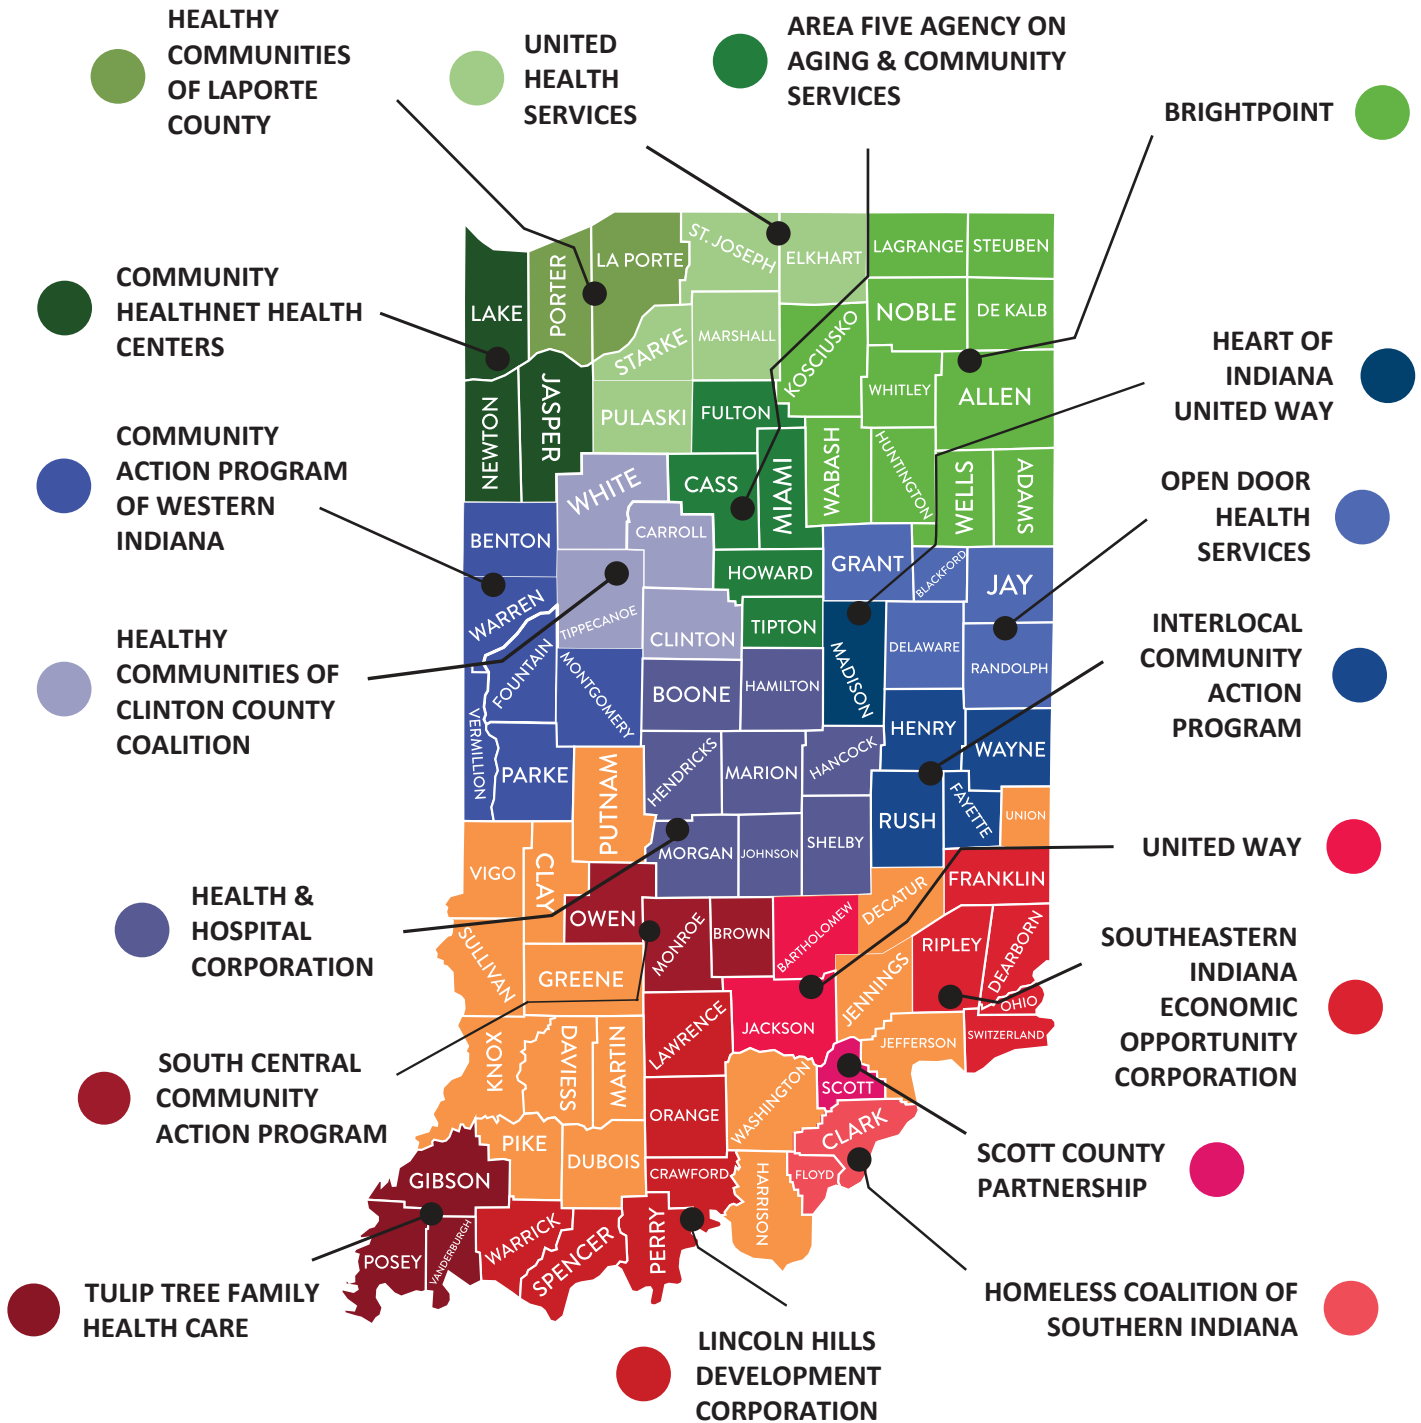 HEALTHY
COMMUNITIES
OF LAPORTE
COUNTY
UNITED
HEALTH
SERVICES
AREA FIVE AGENCY ON
AGING & COMMUNITY
SERVICES
BRIGHTPOINT
COMMUNITY
HEALTHNET HEALTH
CENTERS
HEART OF
INDIANA
UNITED WAY
COMMUNITY
ACTION PROGRAM
OF WESTERN
INDIANA
OPEN DOOR
HEALTH
SERVICES
HEALTHY
COMMUNITIES OF
CLINTON COUNTY
COALITION
INTERLOCAL
COMMUNITY
ACTION
PROGRAM
UNITED WAY
HEALTH &
HOSPITAL
CORPORATION
SOUTHEASTERN
INDIANA
ECONOMIC
OPPORTUNITY
CORPORATION
SOUTH CENTRAL
COMMUNITY
ACTION PROGRAM
SCOTT COUNTY
PARTNERSHIP
TULIP TREE FAMILY
HEALTH CARE
HOMELESS COALITION OF
SOUTHERN INDIANA
LINCOLN HILLS
DEVELOPMENT
CORPORATION
LAKE
PORTER
LA PORTE
ST. JOSEPH
ELKHART
LAGRANGE
STEUBEN
NOBLE
DE KALB
STARKE
MARSHALL
KOSCIUSKO
WHITLEY
ALLEN
NEWTON
JASPER
PULASKI
FULTON
WABASH
HUNTINGTON
WELLS
ADAMS
WHITE
CASS
MIAMI
CARROLL
BENTON
HOWARD
GRANT
BLACKFORD
JAY
WARREN
TIPPECANOE
CLINTON
TIPTON
MADISON
DELAWARE
RANDOLPH
FOUNTAIN
MONTGOMERY
BOONE
HAMILTON
HENRY
WAYNE
VERMILLION
PARKE
PUTNAM
HENDRICKS
MARION
HANCOCK
RUSH
FAYETTE
UNION
VIGO
CLAY
MORGAN
JOHNSON
SHELBY
FRANKLIN
OWEN
MONROE
BROWN
BARTHOLOMEW
DECATUR
RIPLEY
DEARBORN
SULLIVAN
GREENE
JACKSON
JENNINGS
OHIO
SWITZERLAND
KNOX
DAVIESS
MARTIN
LAWRENCE
JEFFERSON
SCOTT
ORANGE
WASHINGTON
CLARK
PIKE
DUBOIS
CRAWFORD
HARRISON
FLOYD
GIBSON
POSEY
VANDERBURGH
WARRICK
SPENCER
PERRY